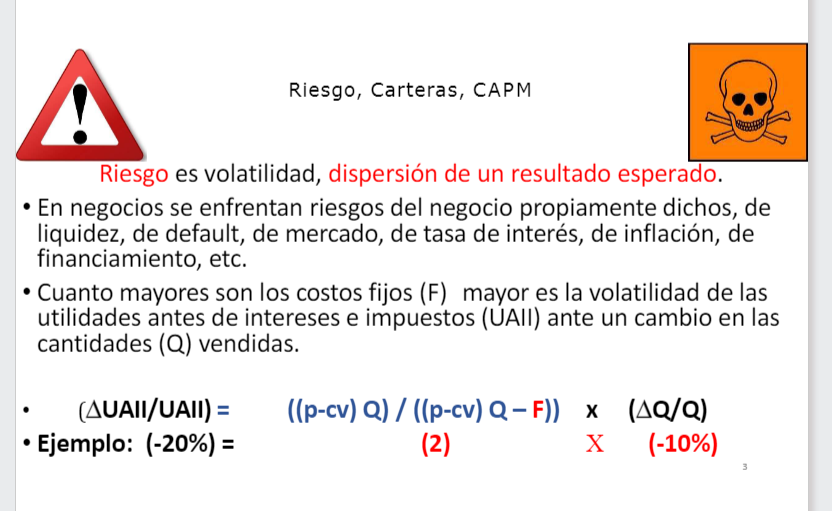 Riesgo, Carteras, CAPM
Riesgo es volatilidad, dispersión de un resultado esperado.
• En negocios se enfrentan riesgos del negocio propiamente dichos, de
liquidez, de default, de mercado, de tasa de interés, de inflación, de
financiamiento, etc.
• Cuanto mayores son los costos fijos (F)  mayor es la volatilidad de las
utilidades antes de intereses e impuestos (UAII) ante un cambio en las
cantidades (Q) vendidas.
• (∆UAII/UAII) = ((p-cv) Q) / ((p-cv) Q – F)) x (∆Q/Q)
• Ejemplo: (-20%) = (2) X (-10%)
3